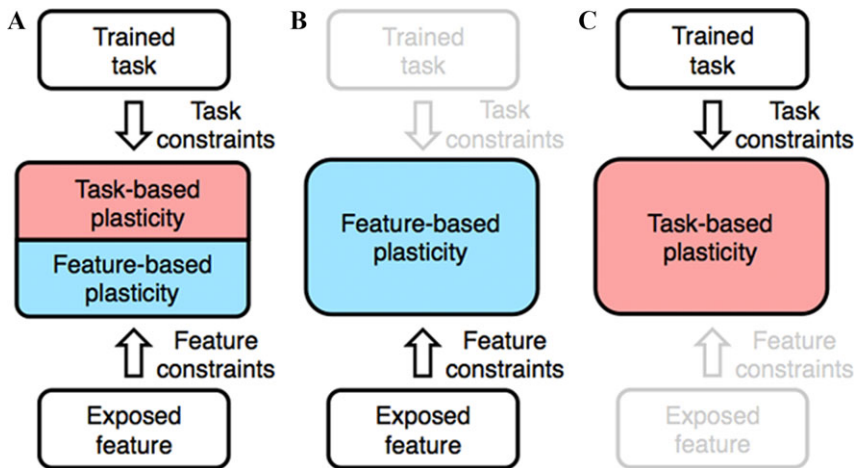 A
Trained
task
Task
constraints
Task-based
plasticity
Feature-based
plasticity
Feature
constraints
Exposed
feature
B
Trained
task
Task
constraints
Feature-based
plasticity
Feature
constraints
Exposed
feature
C
Trained
task
Task
constraints
Task-based
plasticity
Feature
constraints
Exposed
feature